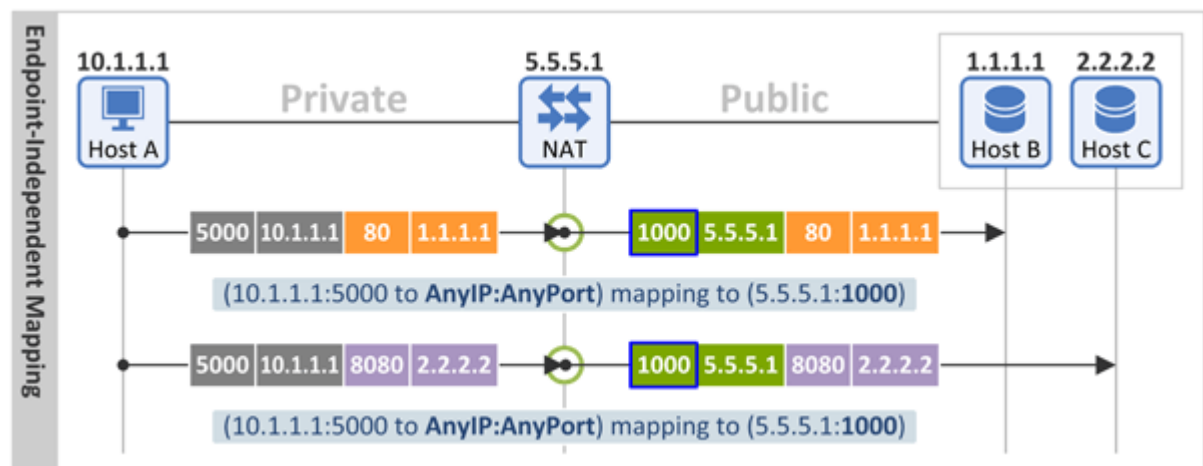 Endpoint-Independent Mapping
10.1.1.1 5.5.5.1 1.1.1.1 2.2.2.2
Private Public
Host A NAT Host B Host C
5000 10.1.1.1 80 1.1.1.1 1000 5.5.5.1 80 1.1.1.1
(10.1.1.1:5000 to AnyIP:AnyPort) mapping to (5.5.5.1:1000)
5000 10.1.1.1 8080 2.2.2.2 1000 5.5.5.1 8080 2.2.2.2
(10.1.1.1:5000 to AnyIP:AnyPort) mapping to (5.5.5.1:1000)